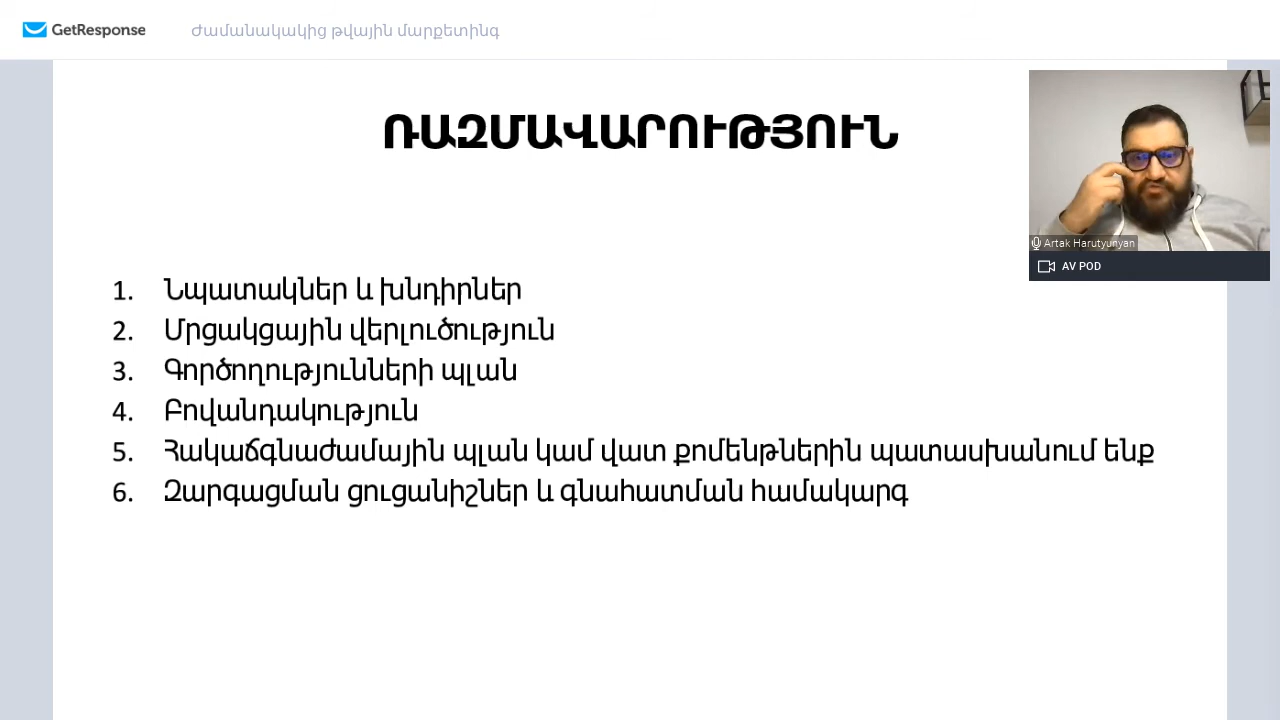 GetResponse
Ժամանակակից թվային մարքետինգ
ՌԱԶՄԱՎԱՐՈՒԹՅՈՒՆ
Artak Harutyunyan
AV POD
1. Նպատակներ և խնդիրներ
2. Մրցակցային վերլուծություն
3. Գործողությունների պլան
4. Բովանդակություն
5. Հակաճգնաժամային պլան կամ վատ քոմենթներին պատասխանում ենք
6. Զարգացման ցուցանիշներ և գնահատման համակարգ